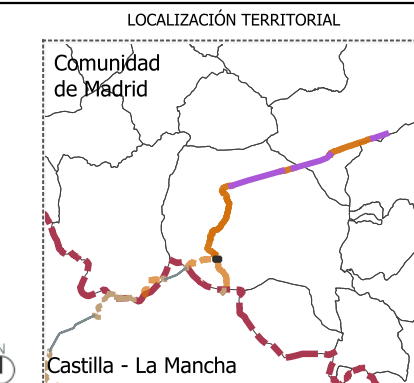 LOCALIZACIÓN TERRITORIAL
Comunidad
de Madrid
N
Castilla - La Mancha